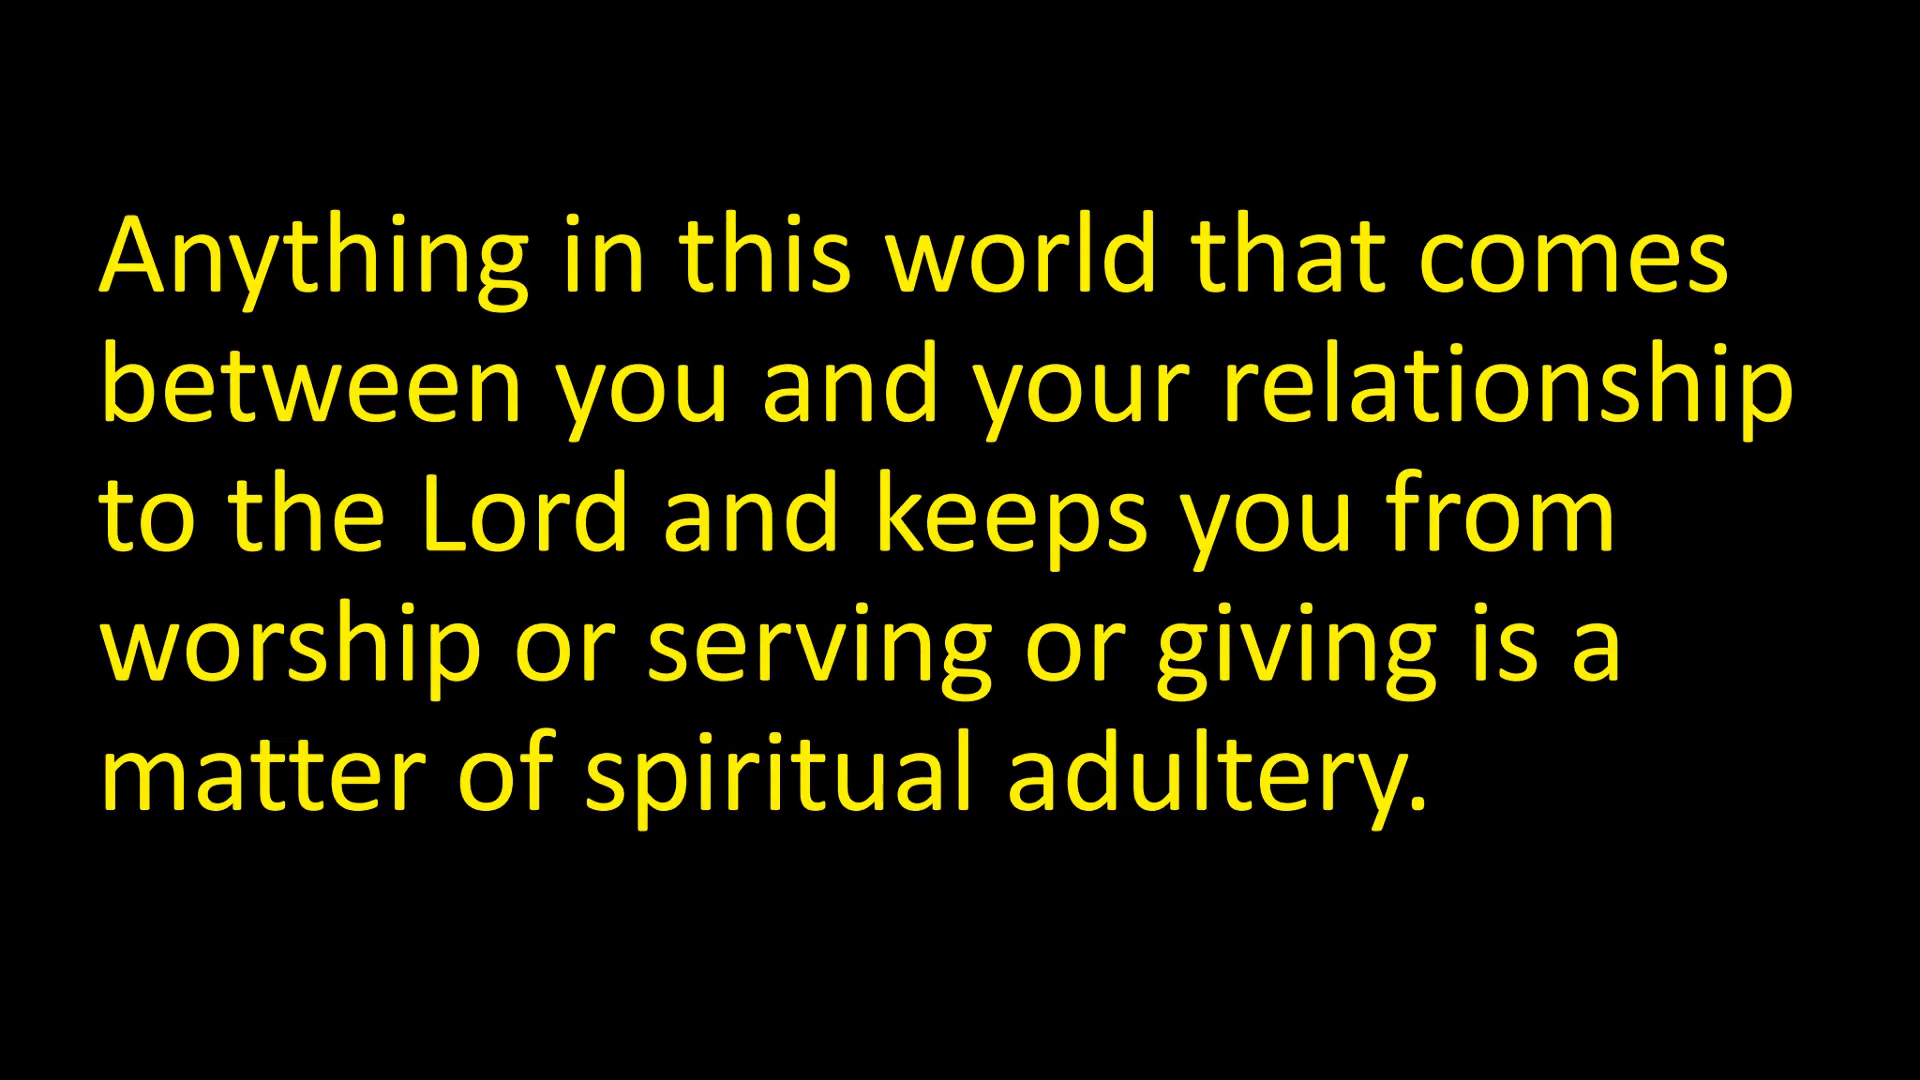 Anything in this world that comes
between you and your relationship
to the Lord and keeps you from
worship or serving or giving is a
matter of spiritual adultery.